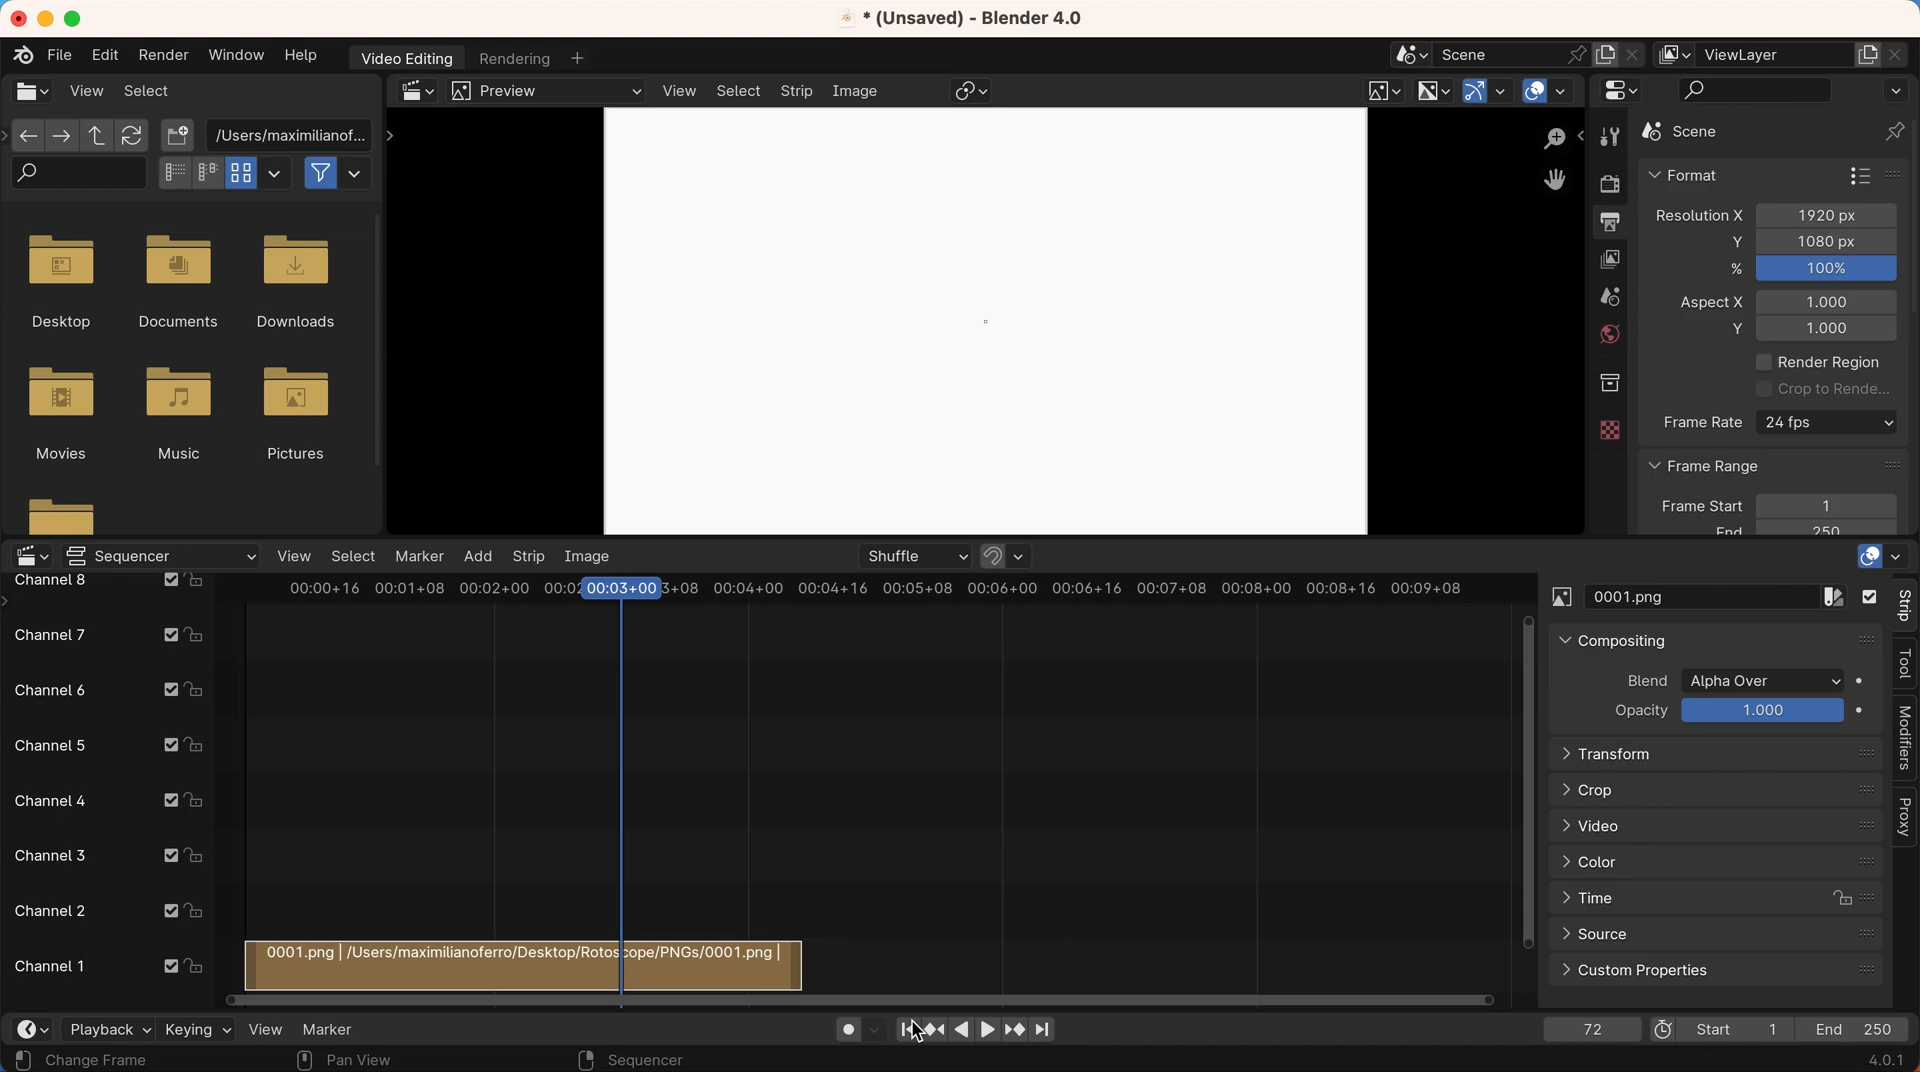 * (Unsaved) - Blender 4.0
File Edit Render Window Help Video Editing Rendering + Scene ViewLayer
View Select Preview View Select Strip Image
/Users/maximilianof...
Scene
Format
Resolution X 1920 px
Y 1080 px
% 100%
Aspect X 1.000
Y 1.000
Render Region
Crop to Rende...
Frame Rate 24 fps
Frame Range
Frame Start 1
End 250
Desktop Documents Downloads
Movies Music Pictures
Sequencer View Select Marker Add Strip Image Shuffle
00:00+16 00:01+08 00:02+00 00:02 00:03+00 3+08 00:04+00 00:04+16 00:05+08 00:06+00 00:06+16 00:07+08 00:08+00 00:08+16 00:09+08
Channel 8
Channel 7
Channel 6
Channel 5
Channel 4
Channel 3
Channel 2
Channel 1
0001.png | /Users/maximilianoferro/Desktop/Rotoscope/PNGs/0001.png |
0001.png
Compositing
Blend Alpha Over
Opacity 1.000
Transform
Crop
Video
Color
Time
Source
Custom Properties
Strip
Tool
Modifiers
Proxy
Playback Keying View Marker 72 Start 1 End 250
Change Frame Pan View Sequencer 4.0.1